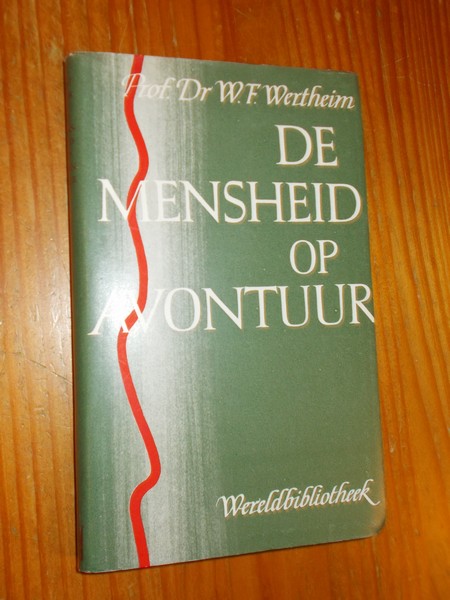 Prof. Dr W.F. Wertheim
DE
MENSHEID
OP
AVONTUUR
Wereldbibliotheek